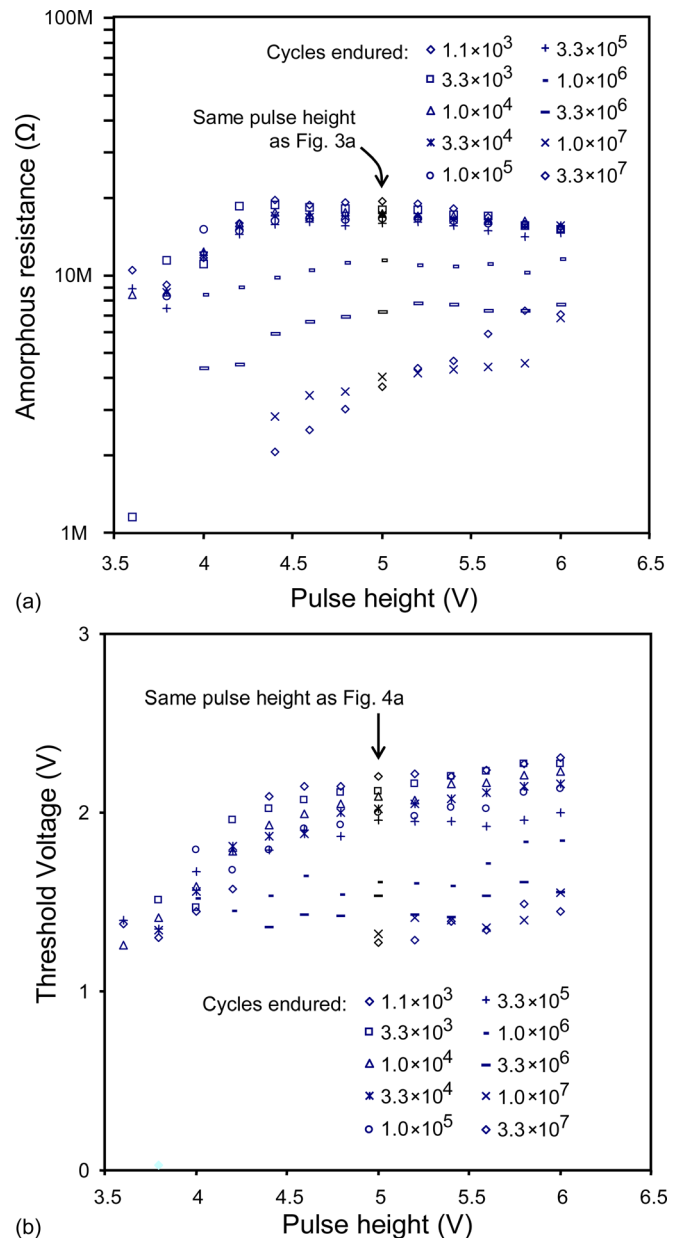 100M
10M
1M
Amorphous resistance (Ω)
Cycles endured:
1.1×10³
3.3×10³
1.0×10⁴
3.3×10⁴
1.0×10⁵
3.3×10⁵
1.0×10⁶
3.3×10⁶
1.0×10⁷
3.3×10⁷
Same pulse height
as Fig. 3a
3.5 4 4.5 5 5.5 6 6.5
(a)
Pulse height (V)
3
2
1
0
Threshold Voltage (V)
Same pulse height as Fig. 4a
Cycles endured:
1.1×10³
3.3×10³
1.0×10⁴
3.3×10⁴
1.0×10⁵
3.3×10⁵
1.0×10⁶
3.3×10⁶
1.0×10⁷
3.3×10⁷
3.5 4 4.5 5 5.5 6 6.5
(b)
Pulse height (V)